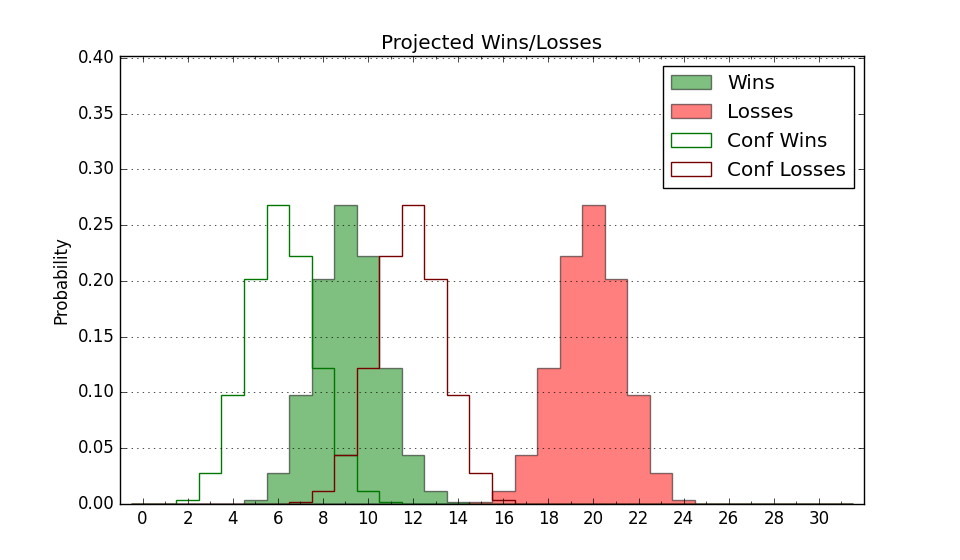 Projected Wins/Losses
0.40
0.35
0.30
0.25
0.20
0.15
0.10
0.05
0.00
Probability
Wins
Losses
Conf Wins
Conf Losses
0 2 4 6 8 10 12 14 16 18 20 22 24 26 28 30